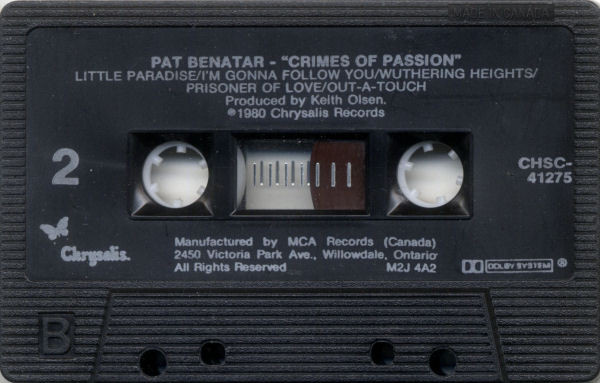 MADE IN CANADA
PAT BENATAR - "CRIMES OF PASSION"
LITTLE PARADISE/I'M GONNA FOLLOW YOU/WUTHERING HEIGHTS/
PRISONER OF LOVE/OUT-A-TOUCH
Produced by Keith Olsen.
℗1980 Chrysalis Records
2
CHSC-
41275
Chrysalis.
Manufactured by MCA Records (Canada)
2450 Victoria Park Ave., Willowdale, Ontario
All Rights Reserved M2J 4A2
DOLBY SYSTEM ®
B